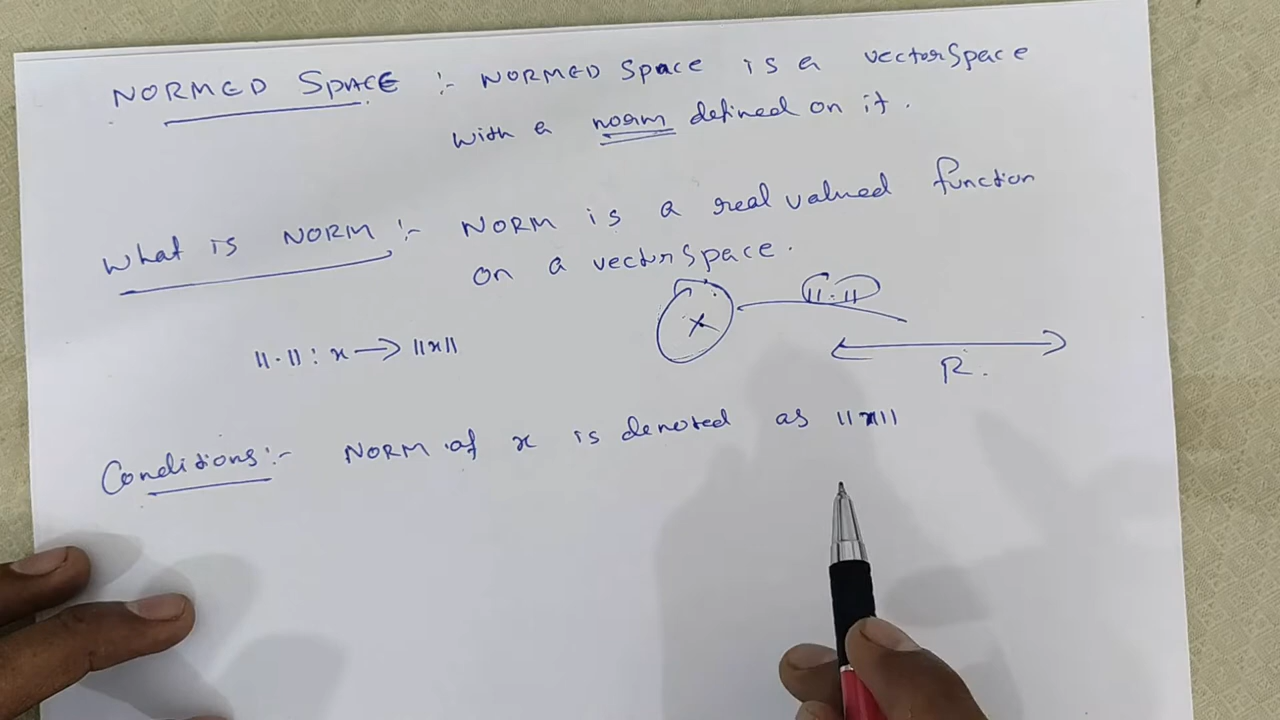 NORMED SPACE :- NORMED Space is a vectorspace
with a norm defined on it.
What is NORM :- NORM is a real valued function
on a vectorspace.
X ||.||
||.|| : x → ||x||
R.
Conditions:- NORM of x is denoted as ||x||